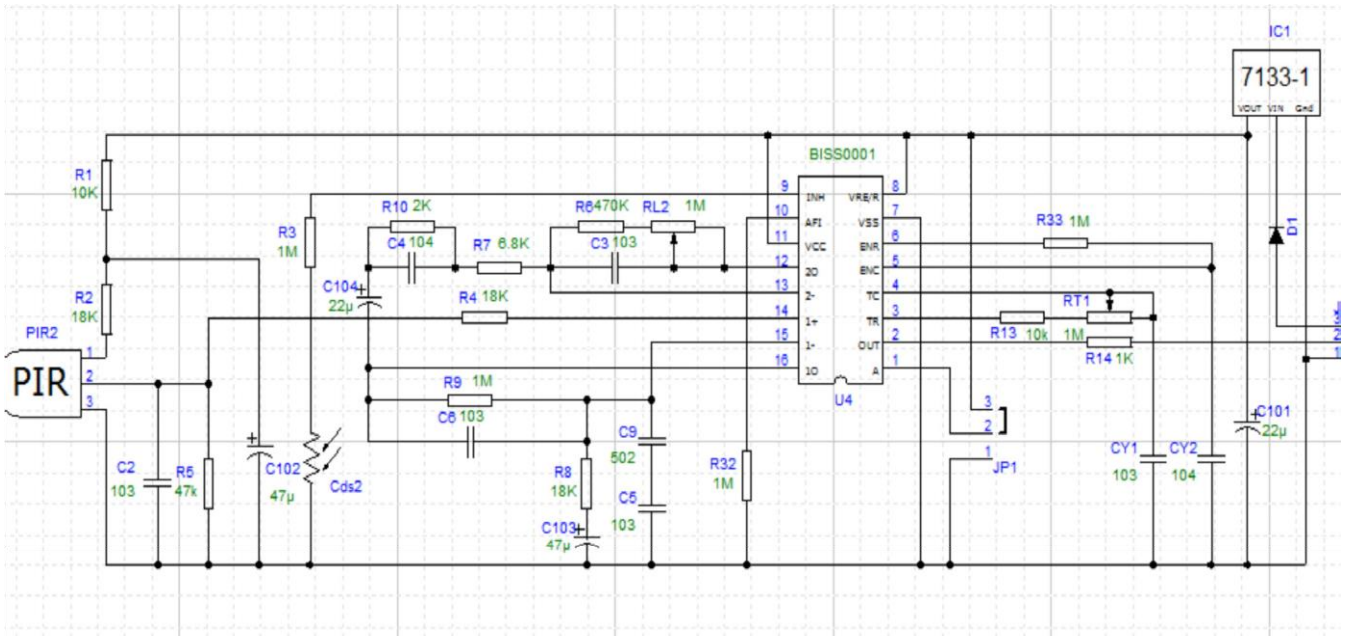 IC1
7133-1
VOUT VIN Gnd
BISS0001
R1
10K
R3
1M
R10 2K
C4 104
R7 6.8K
R6 470K
RL2 1M
C3 103
9 INH
10 AFI
11 VCC
12 2O
13 2-
14 1+
15 1-
16 1O
VRE/R 8
VSS 7
ENR 6
ENC 5
TC 4
TR 3
OUT 2
A 1
U4
R33 1M
D1
RT1
1M
R13 10k
R14 1K
3
2
1
R2
18K
C104
22µ
R4 18K
PIR2
PIR
1
2
3
R9 1M
C6 103
C9
502
R8
18K
C5
103
C103
47µ
R32
1M
C2
103
R5
47k
C102
47µ
Cds2
3
2
1
JP1
CY1
103
CY2
104
C101
22µ